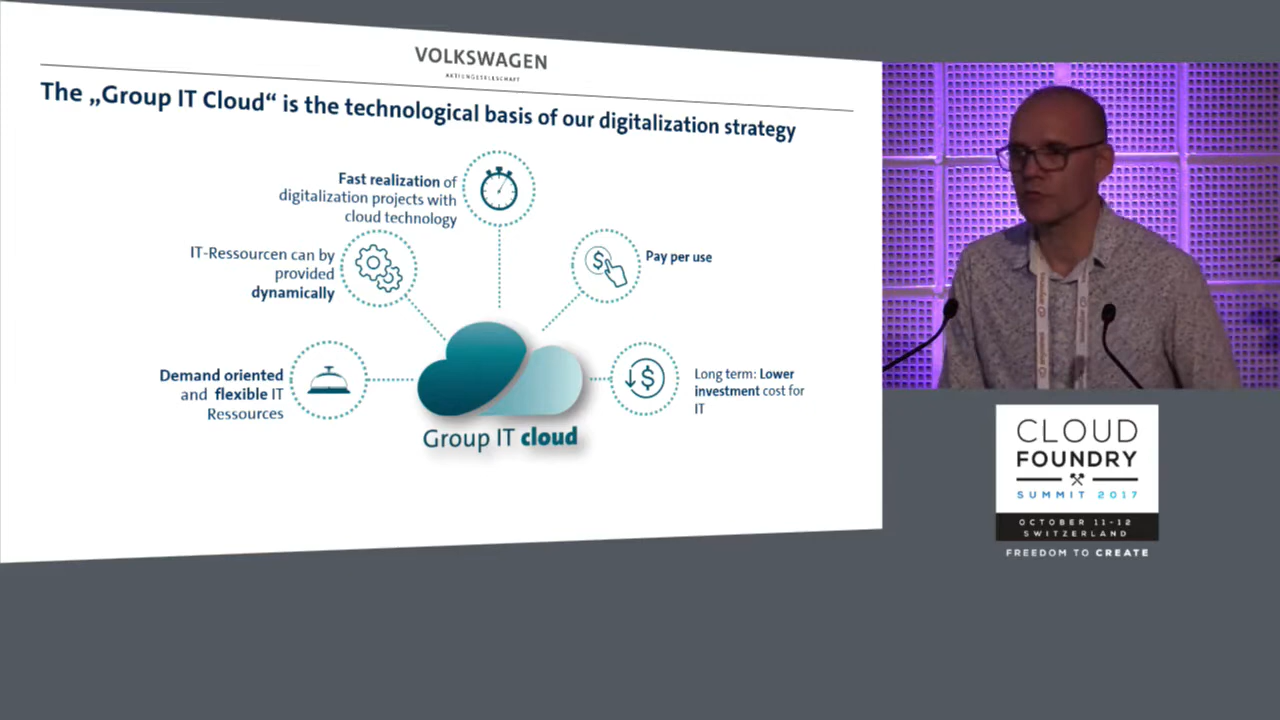 VOLKSWAGEN
AKTIENGESELLSCHAFT
The „Group IT Cloud“ is the technological basis of our digitalization strategy
Fast realization of
digitalization projects with
cloud technology
IT-Ressourcen can by
provided
dynamically
Pay per use
Demand oriented
and flexible IT
Ressources
Long term: Lower
investment cost for
IT
Group IT cloud
CLOUD
FOUNDRY
SUMMIT 2017
OCTOBER 11-12
SWITZERLAND
FREEDOM TO CREATE